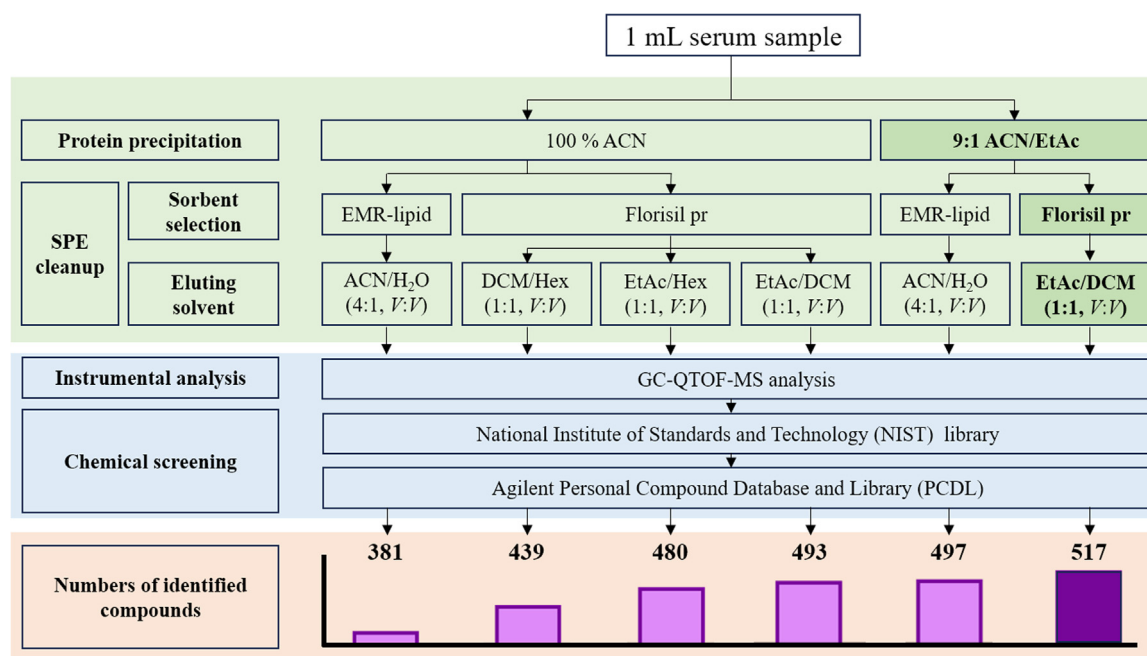 1 mL serum sample
Protein precipitation
100 % ACN
9:1 ACN/EtAc
SPE
cleanup
Sorbent
selection
EMR-lipid
Florisil pr
EMR-lipid
Florisil pr
Eluting
solvent
ACN/H₂O
(4:1, V:V)
DCM/Hex
(1:1, V:V)
EtAc/Hex
(1:1, V:V)
EtAc/DCM
(1:1, V:V)
ACN/H₂O
(4:1, V:V)
EtAc/DCM
(1:1, V:V)
Instrumental analysis
GC-QTOF-MS analysis
Chemical screening
National Institute of Standards and Technology (NIST) library
Agilent Personal Compound Database and Library (PCDL)
Numbers of identified
compounds
381
439
480
493
497
517